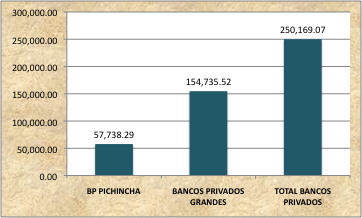 300,000.00
250,000.00
200,000.00
150,000.00
100,000.00
50,000.00
0.00
57,738.29
154,735.52
250,169.07
BP PICHINCHA
BANCOS PRIVADOS
GRANDES
TOTAL BANCOS
PRIVADOS